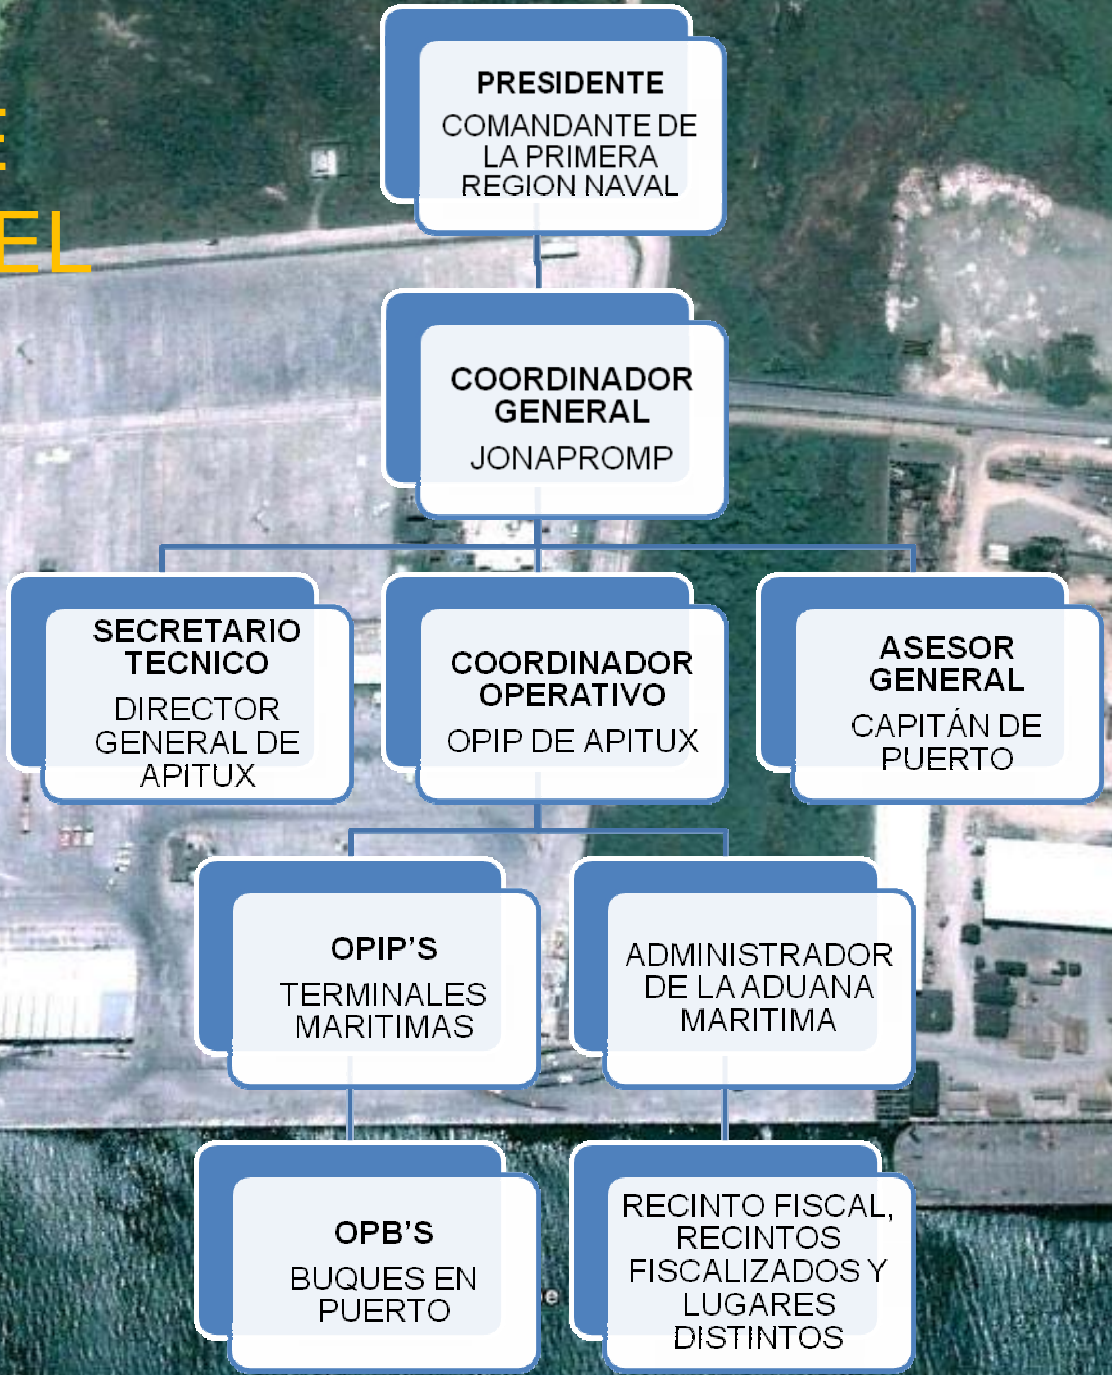 E
EL
PRESIDENTE
COMANDANTE DE
LA PRIMERA
REGION NAVAL
COORDINADOR
GENERAL
JONAPROMP
SECRETARIO
TECNICO
DIRECTOR
GENERAL DE
APITUX
COORDINADOR
OPERATIVO
OPIP DE APITUX
ASESOR
GENERAL
CAPITÁN DE
PUERTO
OPIP'S
TERMINALES
MARITIMAS
ADMINISTRADOR
DE LA ADUANA
MARITIMA
OPB'S
BUQUES EN
PUERTO
RECINTO FISCAL,
RECINTOS
FISCALIZADOS Y
LUGARES
DISTINTOS